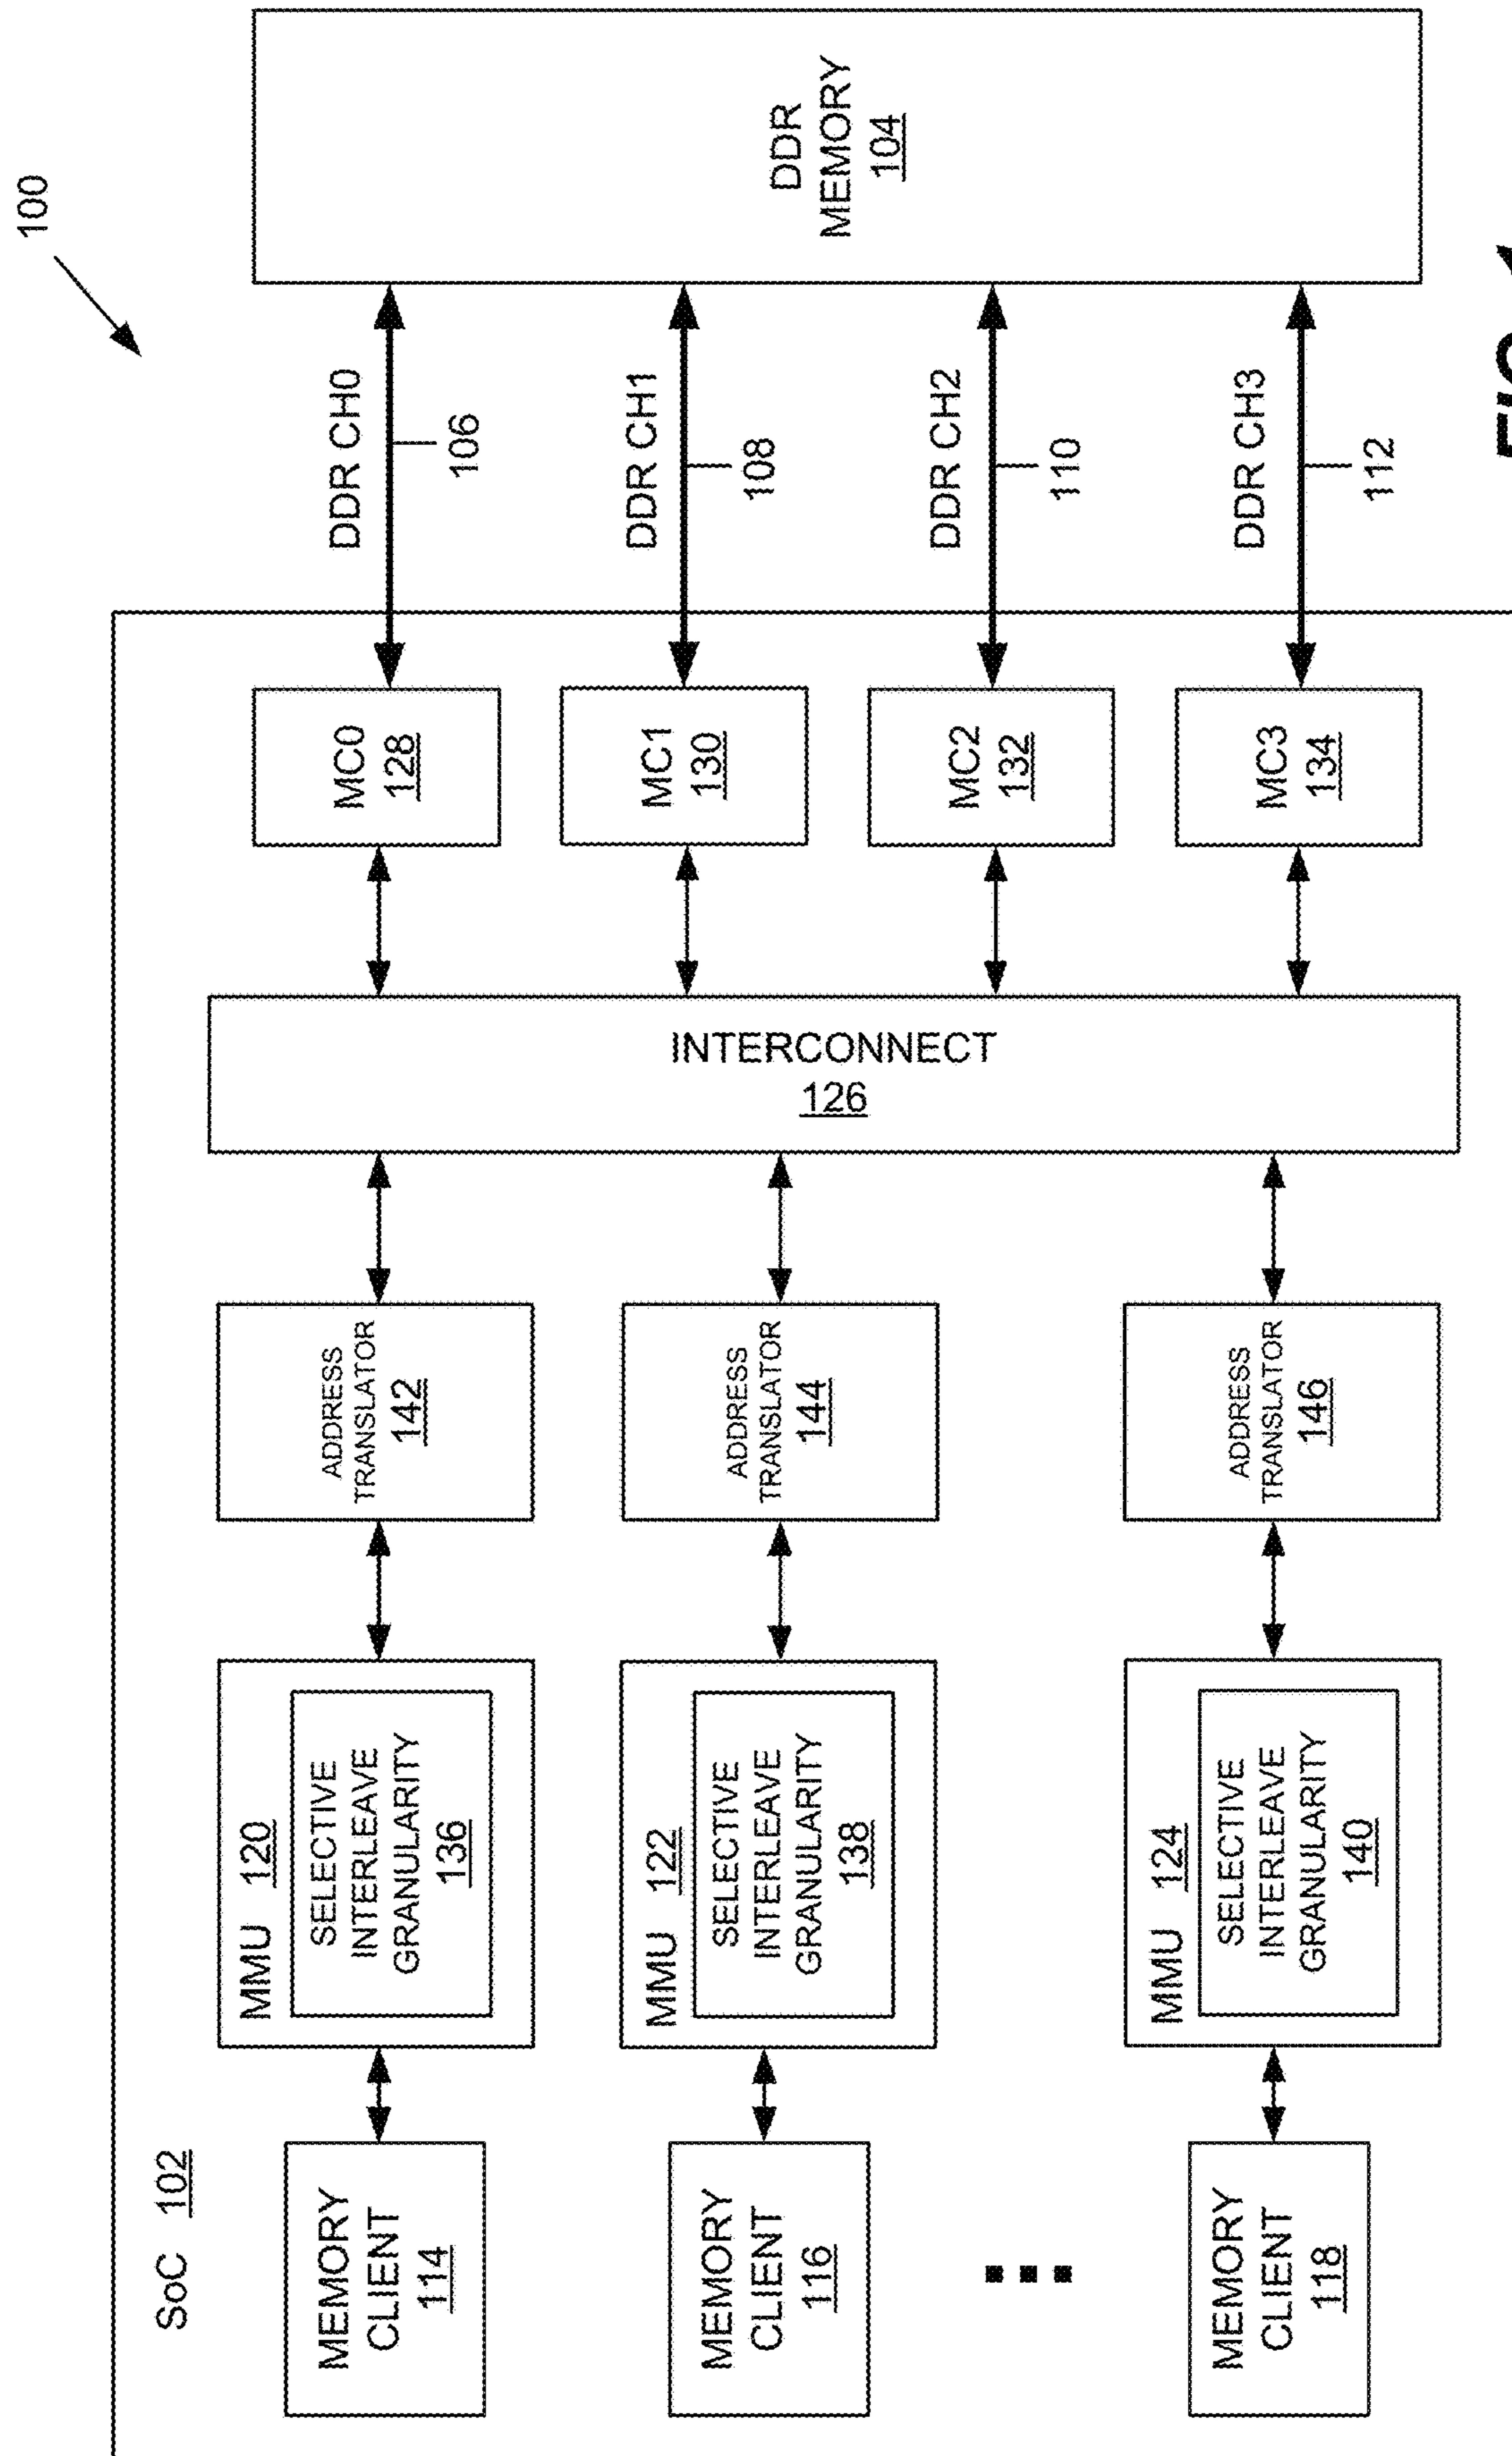 100
SoC 102
MEMORY
CLIENT
114
MMU 120
SELECTIVE
INTERLEAVE
GRANULARITY
136
ADDRESS
TRANSLATOR
142
MC0
128
DDR CH0
106
MEMORY
CLIENT
116
MMU 122
SELECTIVE
INTERLEAVE
GRANULARITY
138
ADDRESS
TRANSLATOR
144
INTERCONNECT
126
MC1
130
DDR CH1
108
DDR
MEMORY
104
MC2
132
DDR CH2
110
MEMORY
CLIENT
118
MMU 124
SELECTIVE
INTERLEAVE
GRANULARITY
140
ADDRESS
TRANSLATOR
146
MC3
134
DDR CH3
112